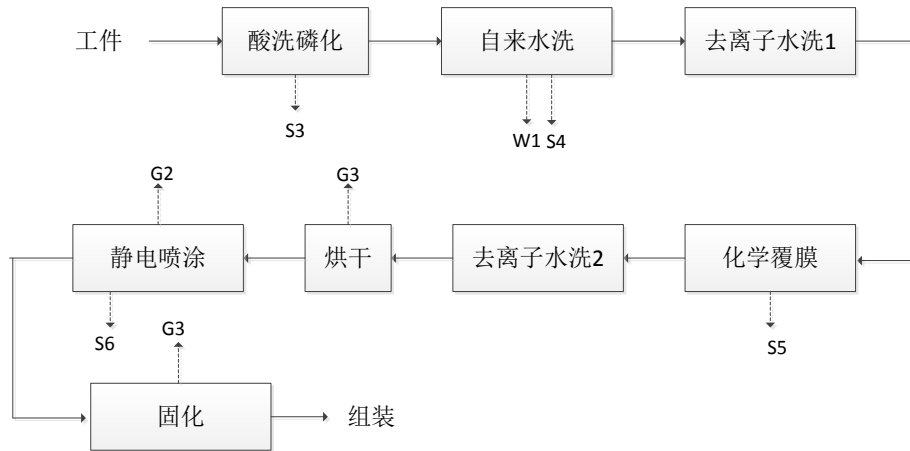 工件
酸洗磷化
自来水洗
去离子水洗1
S3
W1
S4
G2
G3
静电喷涂
烘干
去离子水洗2
化学覆膜
S6
G3
S5
固化
组装